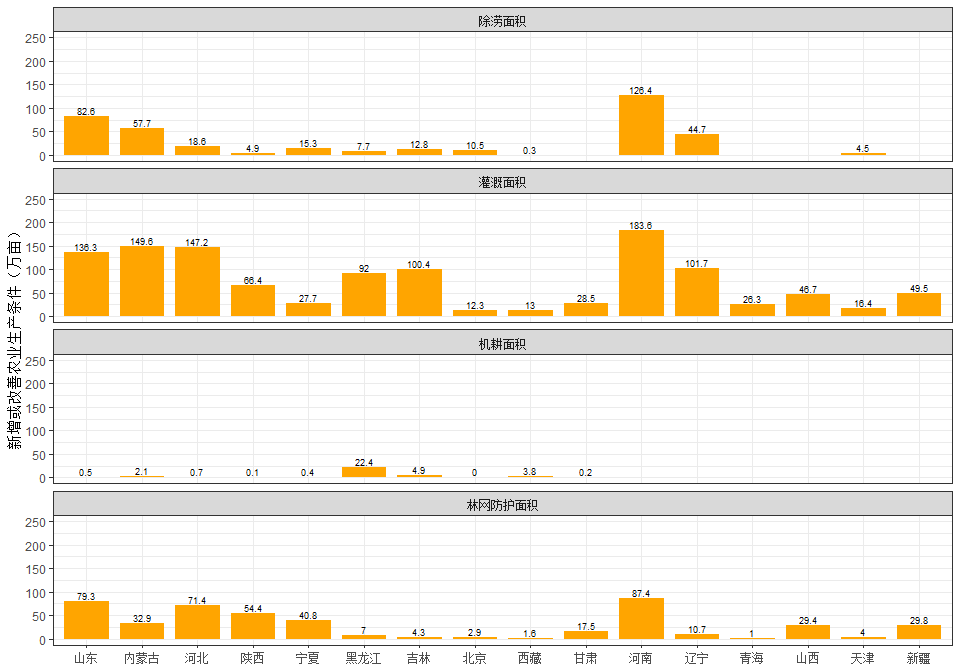 新增或改善农业生产条件（万亩）
除涝面积
250
200
150
100
50
0
82.6 57.7 18.6 4.9 15.3 7.7 12.8 10.5 0.3 126.4 44.7 4.5
灌溉面积
250
200
150
100
50
0
136.3 149.6 147.2 66.4 27.7 92 100.4 12.3 13 28.5 183.6 101.7 26.3 46.7 16.4 49.5
机耕面积
250
200
150
100
50
0
0.5 2.1 0.7 0.1 0.4 22.4 4.9 0 3.8 0.2
林网防护面积
250
200
150
100
50
0
79.3 32.9 71.4 54.4 40.8 7 4.3 2.9 1.6 17.5 87.4 10.7 1 29.4 4 29.8
山东 内蒙古 河北 陕西 宁夏 黑龙江 吉林 北京 西藏 甘肃 河南 辽宁 青海 山西 天津 新疆